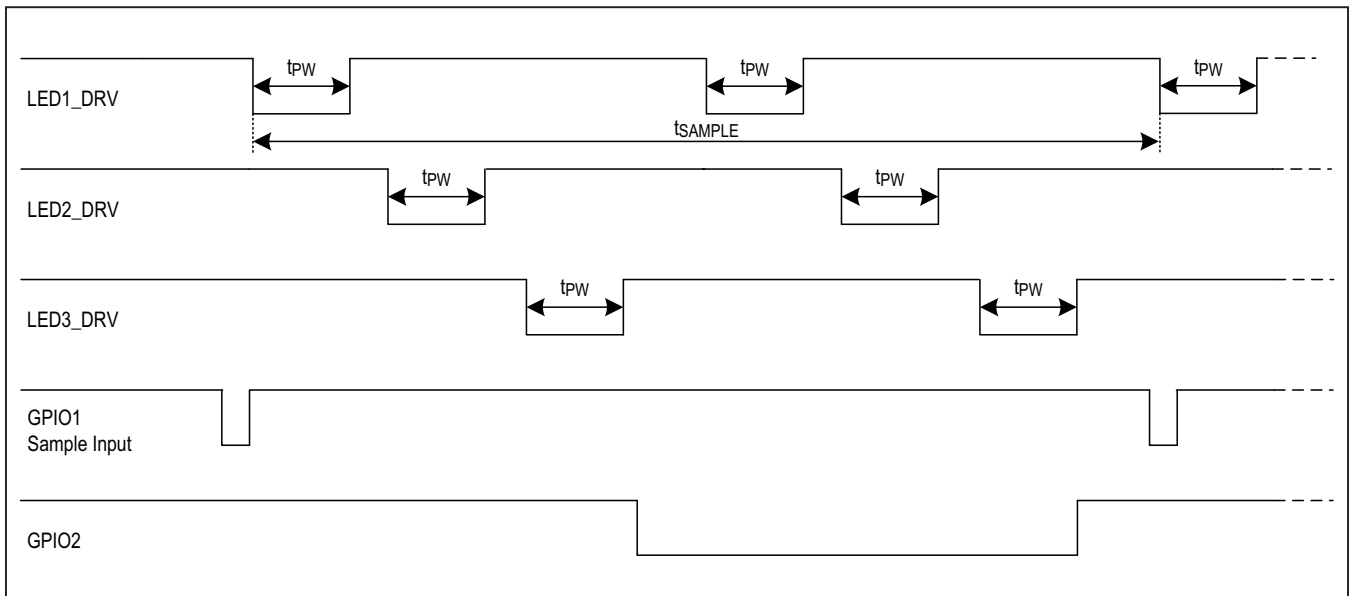 tPW tPW tPW
LED1_DRV
tSAMPLE
tPW tPW
LED2_DRV
tPW tPW
LED3_DRV
GPIO1
Sample Input
GPIO2